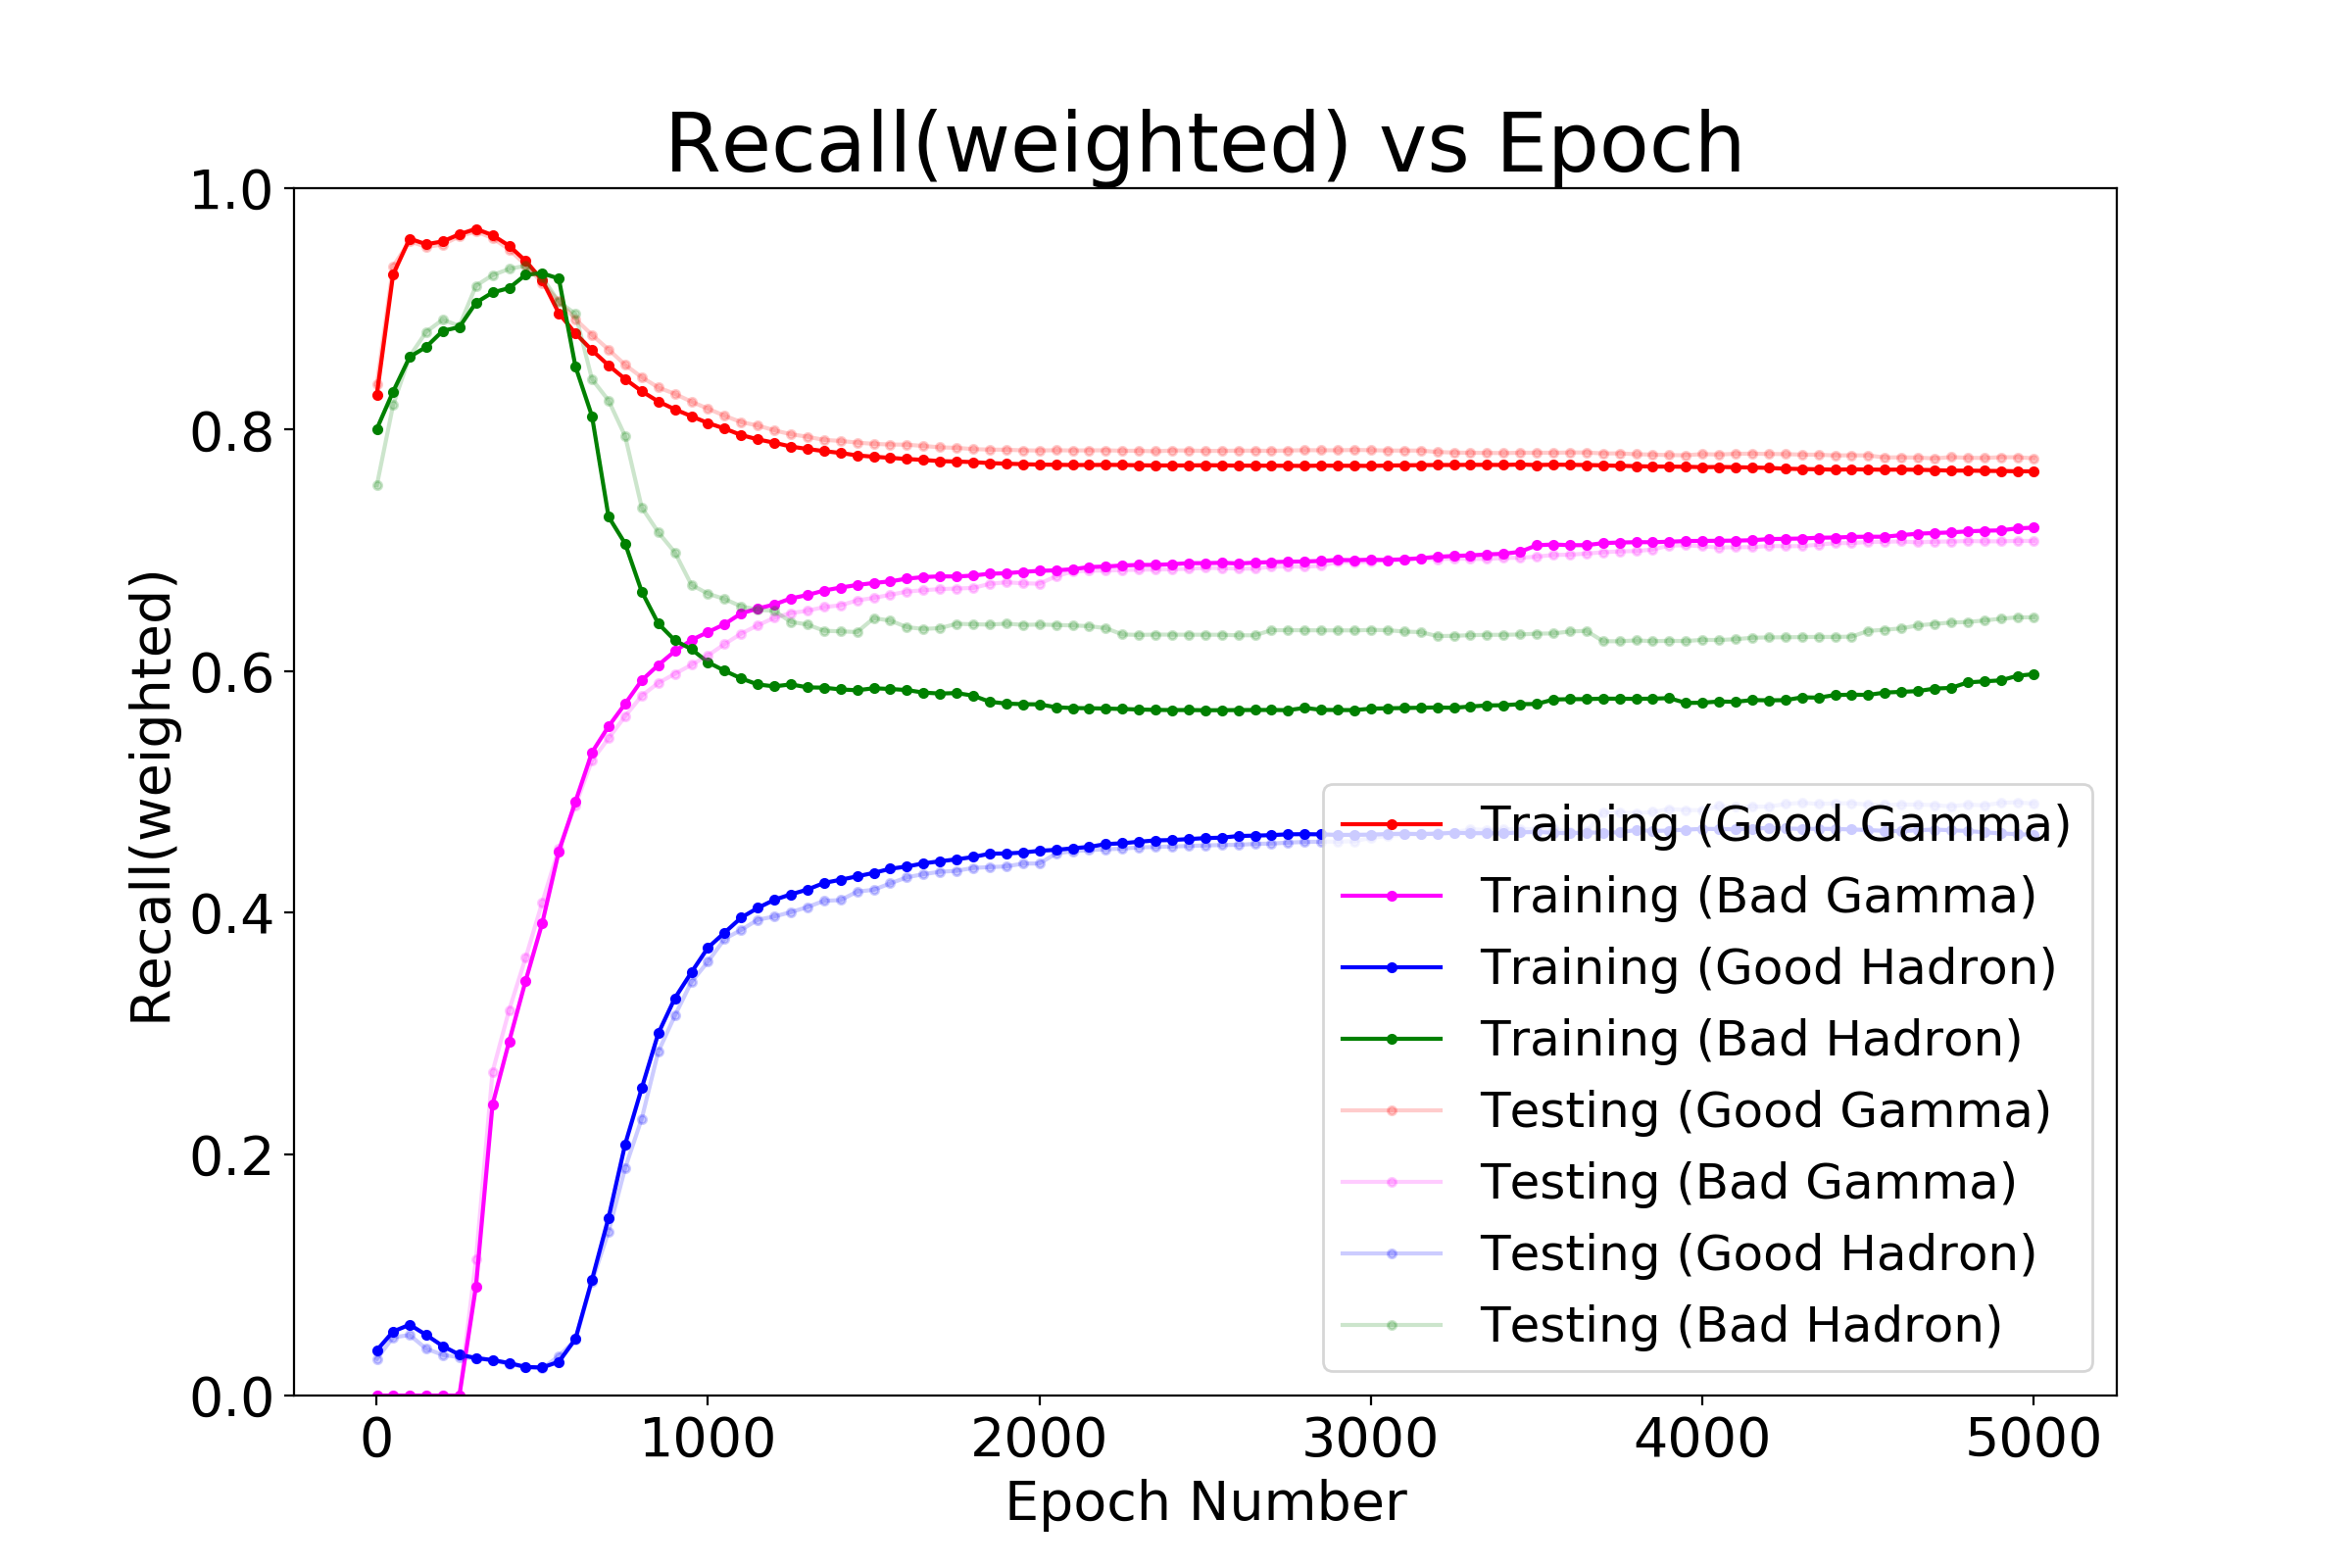 Recall(weighted) vs Epoch
Recall(weighted)
1.0
0.8
0.6
0.4
0.2
0.0
0 1000 2000 3000 4000 5000
Epoch Number
Training (Good Gamma)
Training (Bad Gamma)
Training (Good Hadron)
Training (Bad Hadron)
Testing (Good Gamma)
Testing (Bad Gamma)
Testing (Good Hadron)
Testing (Bad Hadron)